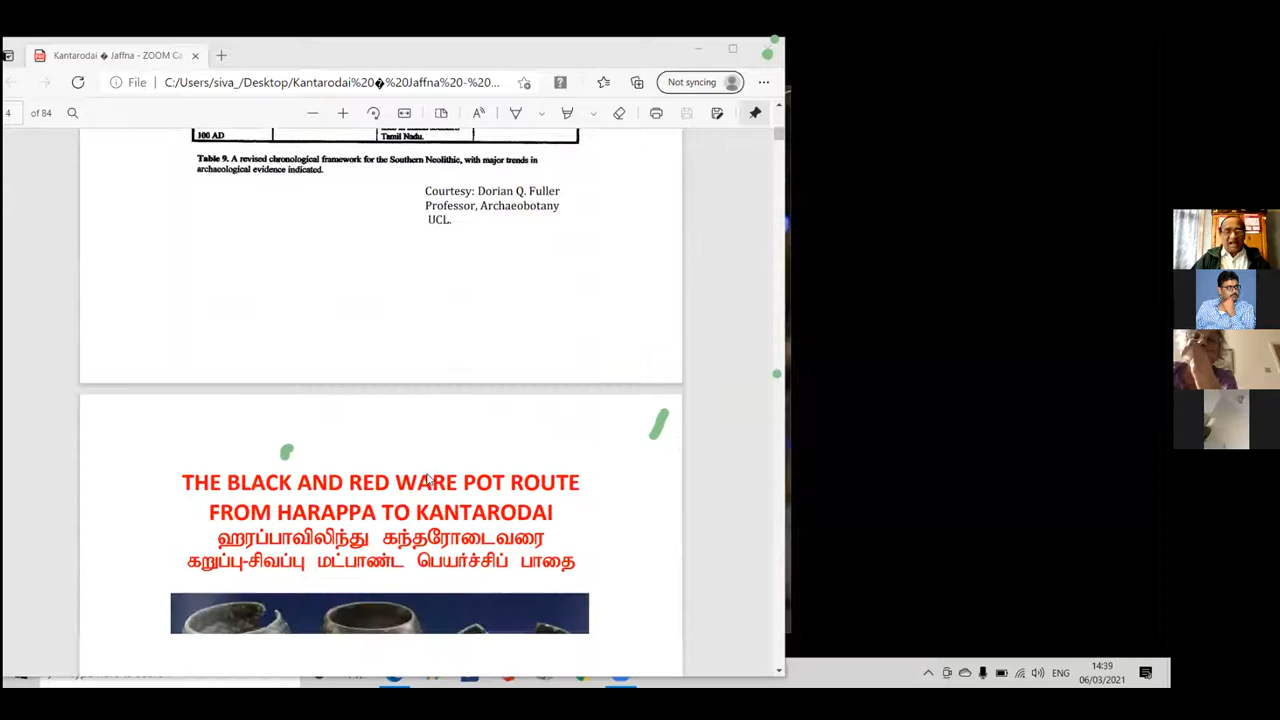 Kantarodai � Jaffna - ZOOM Ca
File
C:/Users/siva_/Desktop/Kantarodai%20�%20Jaffna%20-%20...
Not syncing
4 of 84
100 AD
Tamil Nadu.
Table 9. A revised chronological framework for the Southern Neolithic, with major trends in
archaeological evidence indicated.
Courtesy: Dorian Q. Fuller
Professor, Archaeobotany
UCL.
THE BLACK AND RED WARE POT ROUTE
FROM HARAPPA TO KANTARODAI
ஹரப்பாவிலிந்து கந்தரோடைவரை
கறுப்பு-சிவப்பு மட்பாண்ட பெயர்ச்சிப் பாதை
ENG
14:39
06/03/2021